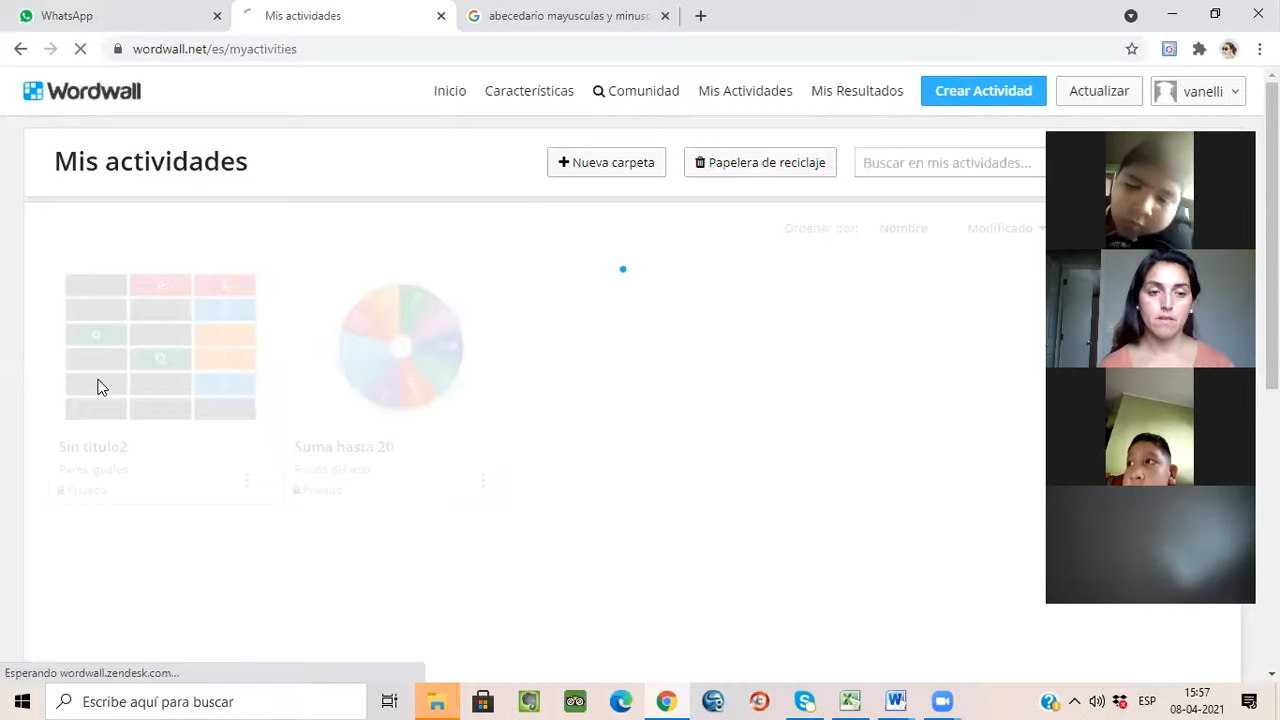 WhatsApp
Mis actividades
abecedario mayusculas y minusc
wordwall.net/es/myactivities
Wordwall
Inicio
Características
Comunidad
Mis Actividades
Mis Resultados
Crear Actividad
Actualizar
vanelli
Mis actividades
Nueva carpeta
Papelera de reciclaje
Buscar en mis actividades...
Ordenar por:
Nombre
Modificado
Sin título2
Pares iguales
Privada
Suma hasta 20
Rueda del azar
Esperando wordwall.zendesk.com...
Escribe aquí para buscar
ESP
15:57
08-04-2021